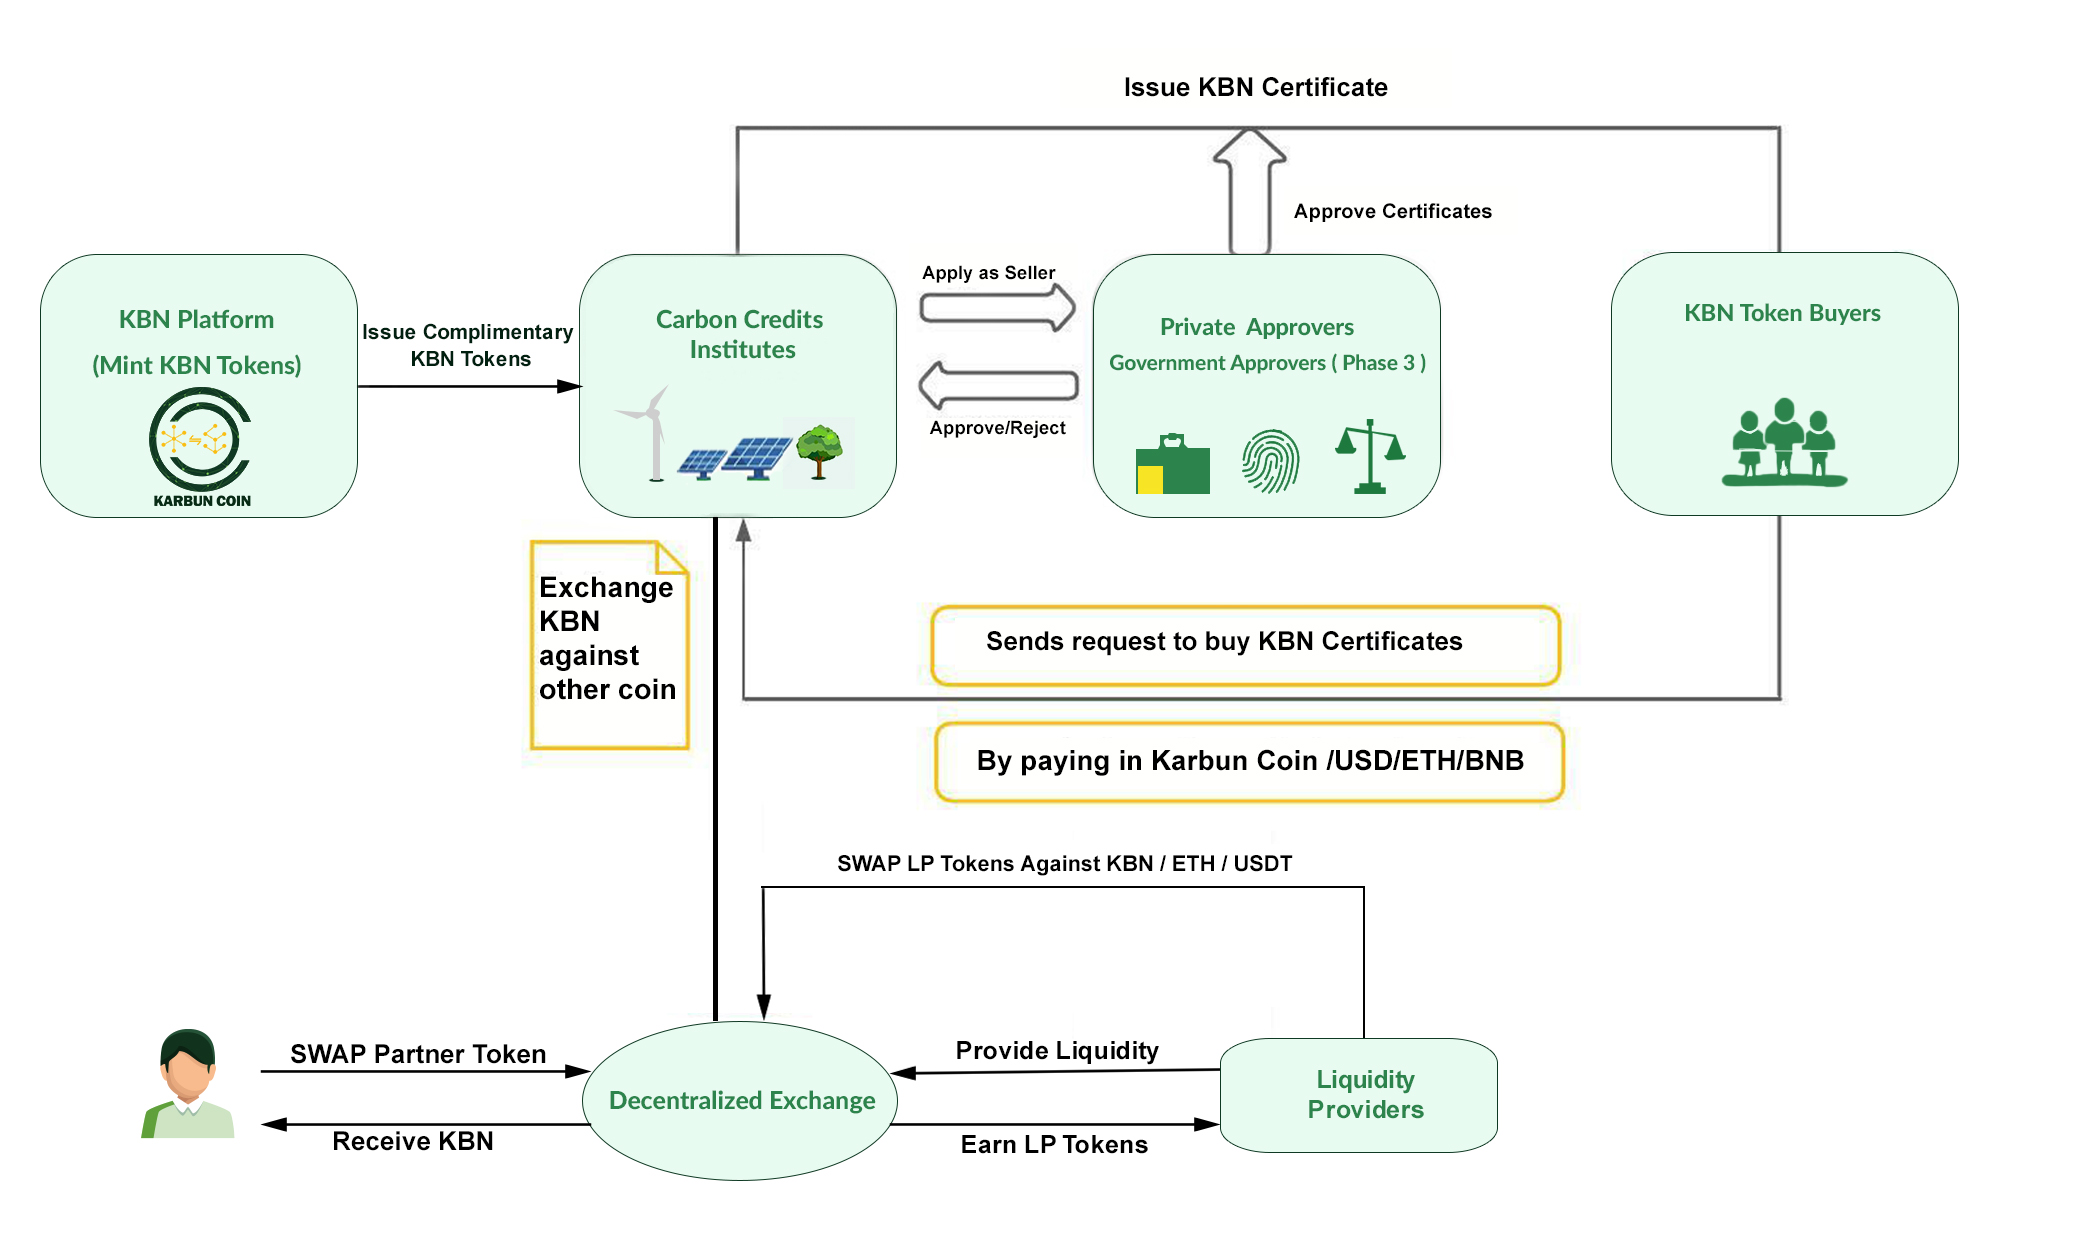 Issue KBN Certificate
Approve Certificates
KBN Platform
(Mint KBN Tokens)
KARBUN COIN
Issue Complimentary
KBN Tokens
Carbon Credits
Institutes
Apply as Seller
Approve/Reject
Private Approvers
Government Approvers ( Phase 3 )
KBN Token Buyers
Exchange
KBN
against
other coin
Sends request to buy KBN Certificates
By paying in Karbun Coin /USD/ETH/BNB
SWAP LP Tokens Against KBN / ETH / USDT
SWAP Partner Token
Receive KBN
Decentralized Exchange
Provide Liquidity
Earn LP Tokens
Liquidity
Providers